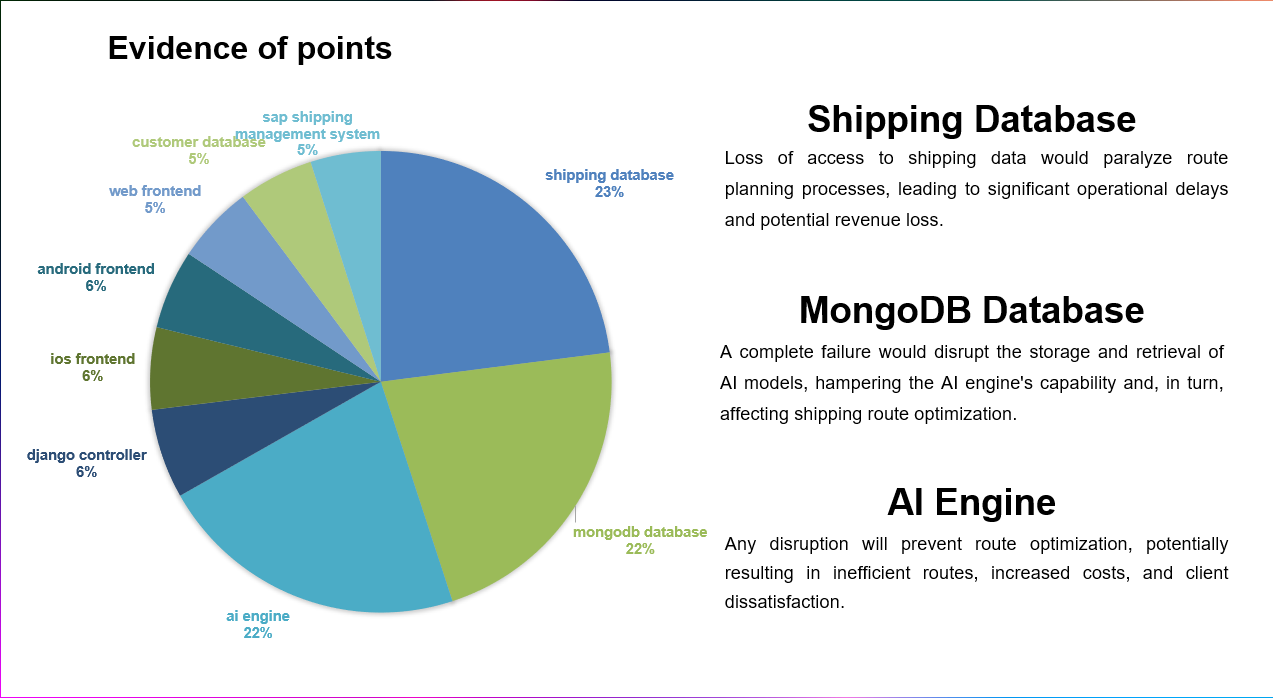 Evidence of points
sap shipping
management system
5%
customer database
5%
web frontend
5%
android frontend
6%
ios frontend
6%
django controller
6%
ai engine
22%
mongodb database
22%
shipping database
23%
Shipping Database
Loss of access to shipping data would paralyze route
planning processes, leading to significant operational delays
and potential revenue loss.
MongoDB Database
A complete failure would disrupt the storage and retrieval of
AI models, hampering the AI engine's capability and, in turn,
affecting shipping route optimization.
AI Engine
Any disruption will prevent route optimization, potentially
resulting in inefficient routes, increased costs, and client
dissatisfaction.